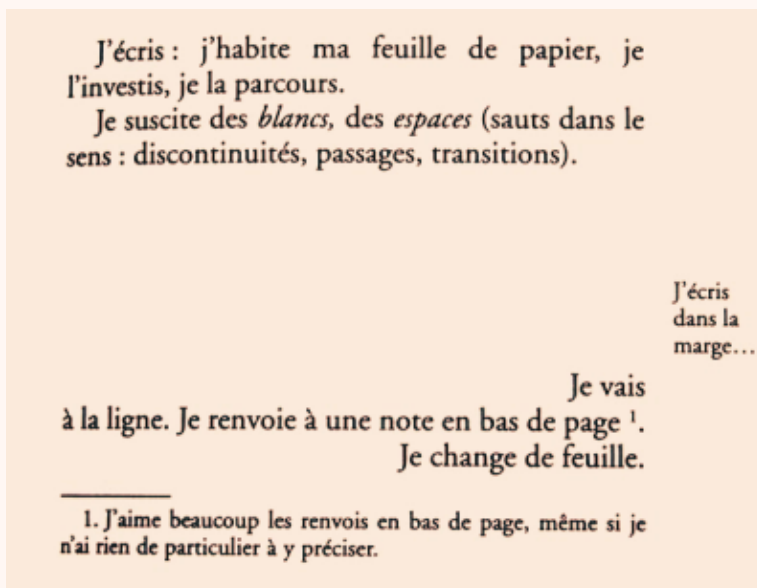 J'écris : j'habite ma feuille de papier, je
l'investis, je la parcours.
Je suscite des blancs, des espaces (sauts dans le
sens : discontinuités, passages, transitions).
J'écris
dans la
marge...
Je vais
à la ligne. Je renvoie à une note en bas de page ¹.
Je change de feuille.
1. J'aime beaucoup les renvois en bas de page, même si je
n'ai rien de particulier à y préciser.